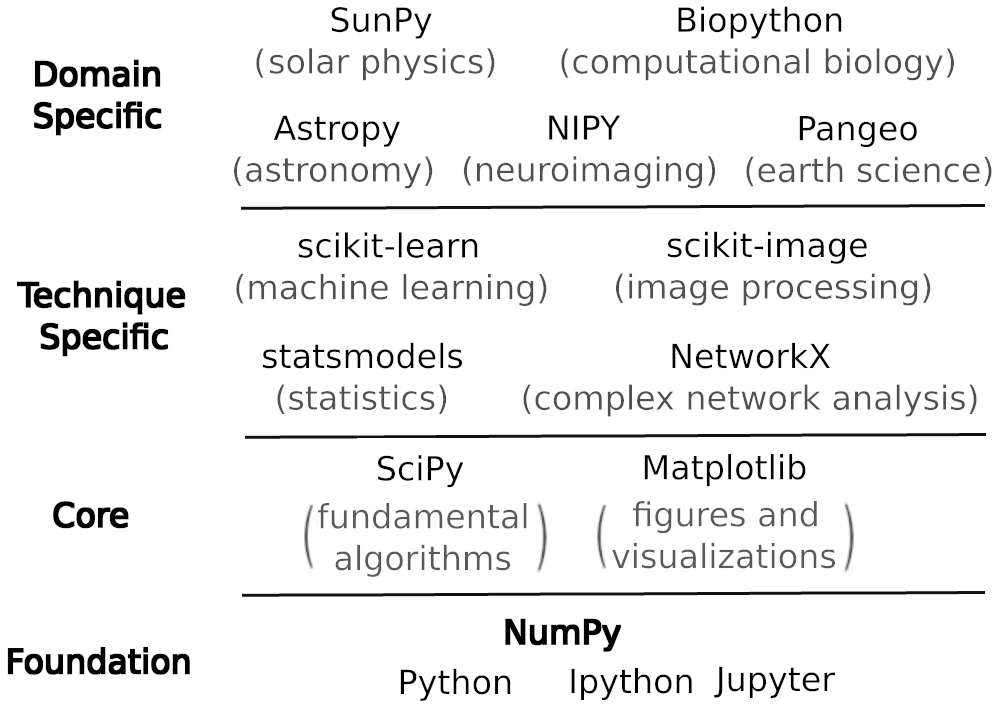 Domain
Specific
SunPy
Biopython
(solar physics)
(computational biology)
Astropy
NIPY
Pangeo
(astronomy)
(neuroimaging)
(earth science)
Technique
Specific
scikit-learn
scikit-image
(machine learning)
(image processing)
statsmodels
NetworkX
(statistics)
(complex network analysis)
Core
SciPy
Matplotlib
(fundamental
algorithms)
(figures and
visualizations)
Foundation
NumPy
Python
Ipython
Jupyter